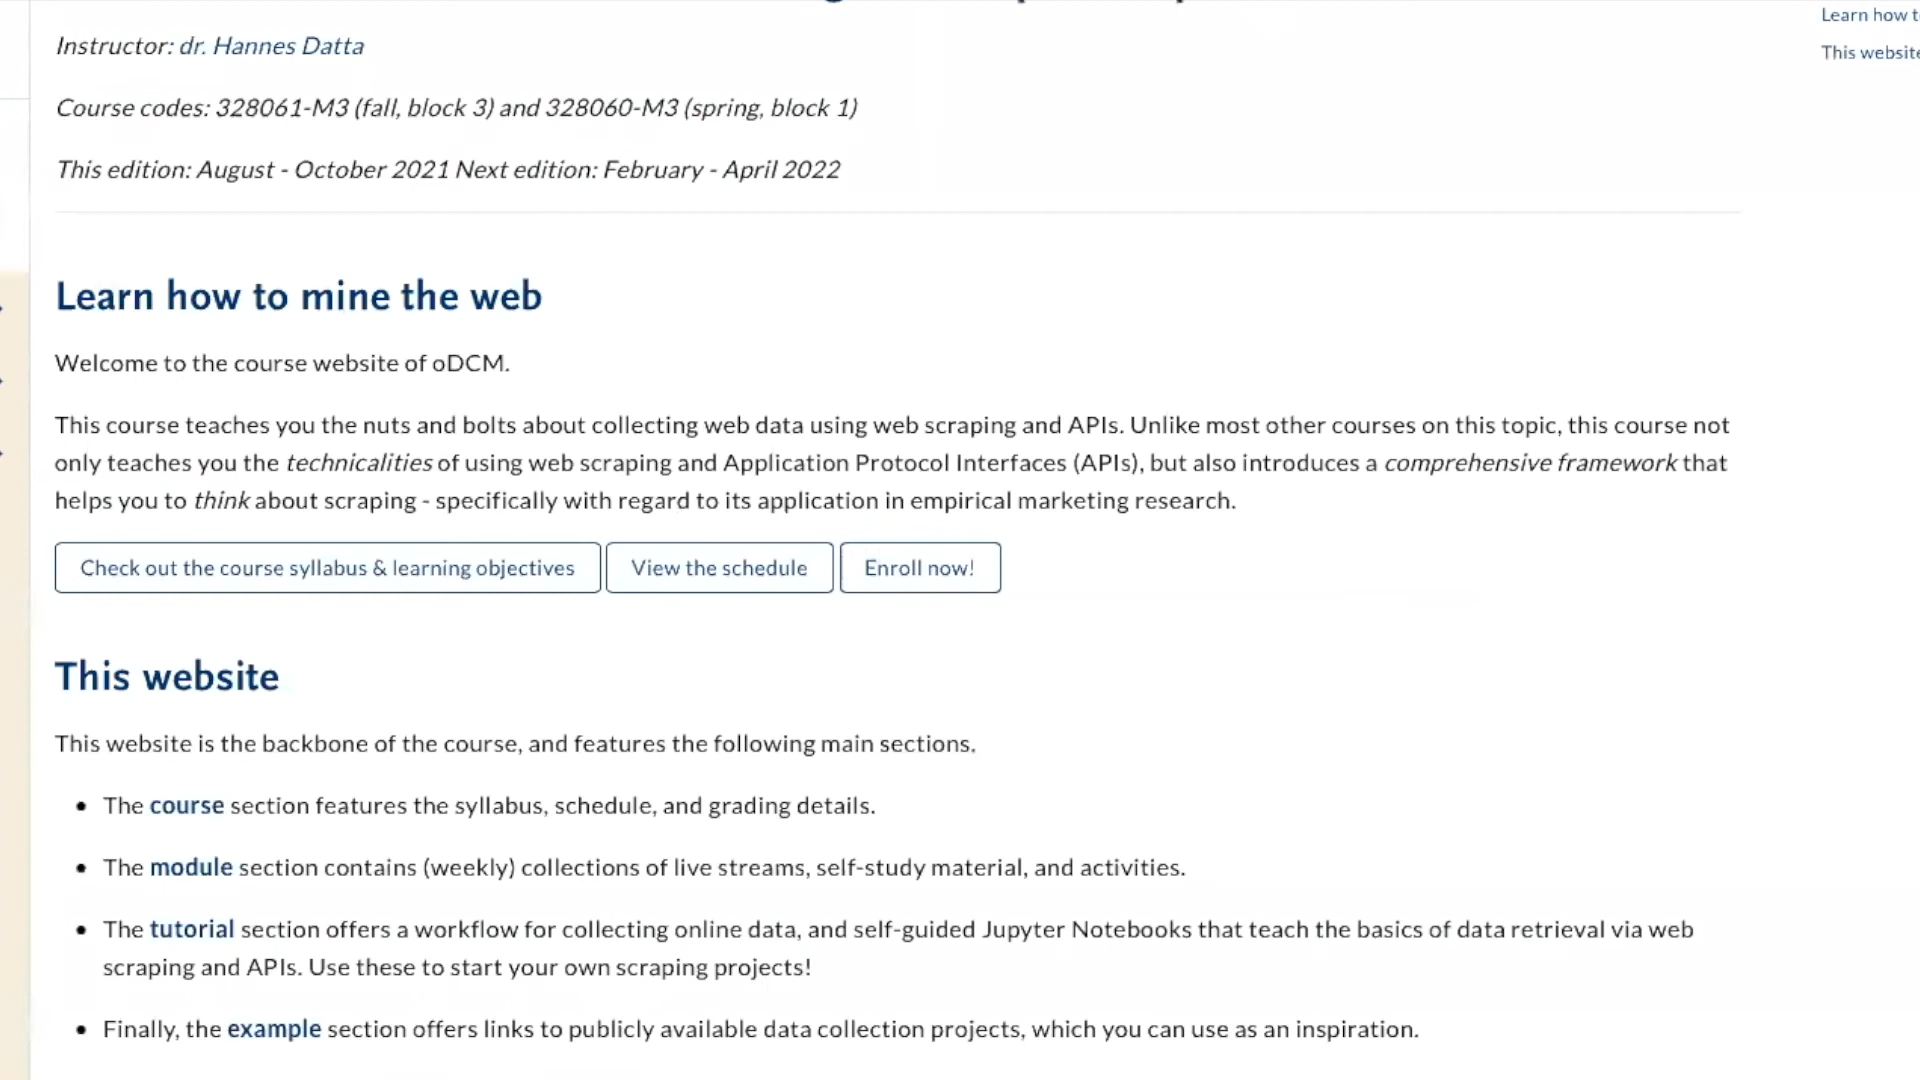 Instructor: dr. Hannes Datta
Course codes: 328061-M3 (fall, block 3) and 328060-M3 (spring, block 1)
This edition: August - October 2021 Next edition: February - April 2022
Learn how to mine the web
Welcome to the course website of oDCM.
This course teaches you the nuts and bolts about collecting web data using web scraping and APIs. Unlike most other courses on this topic, this course not
only teaches you the technicalities of using web scraping and Application Protocol Interfaces (APIs), but also introduces a comprehensive framework that
helps you to think about scraping - specifically with regard to its application in empirical marketing research.
Check out the course syllabus & learning objectives
View the schedule
Enroll now!
This website
This website is the backbone of the course, and features the following main sections.
• The course section features the syllabus, schedule, and grading details.
• The module section contains (weekly) collections of live streams, self-study material, and activities.
• The tutorial section offers a workflow for collecting online data, and self-guided Jupyter Notebooks that teach the basics of data retrieval via web
scraping and APIs. Use these to start your own scraping projects!
• Finally, the example section offers links to publicly available data collection projects, which you can use as an inspiration.
Learn how
This website